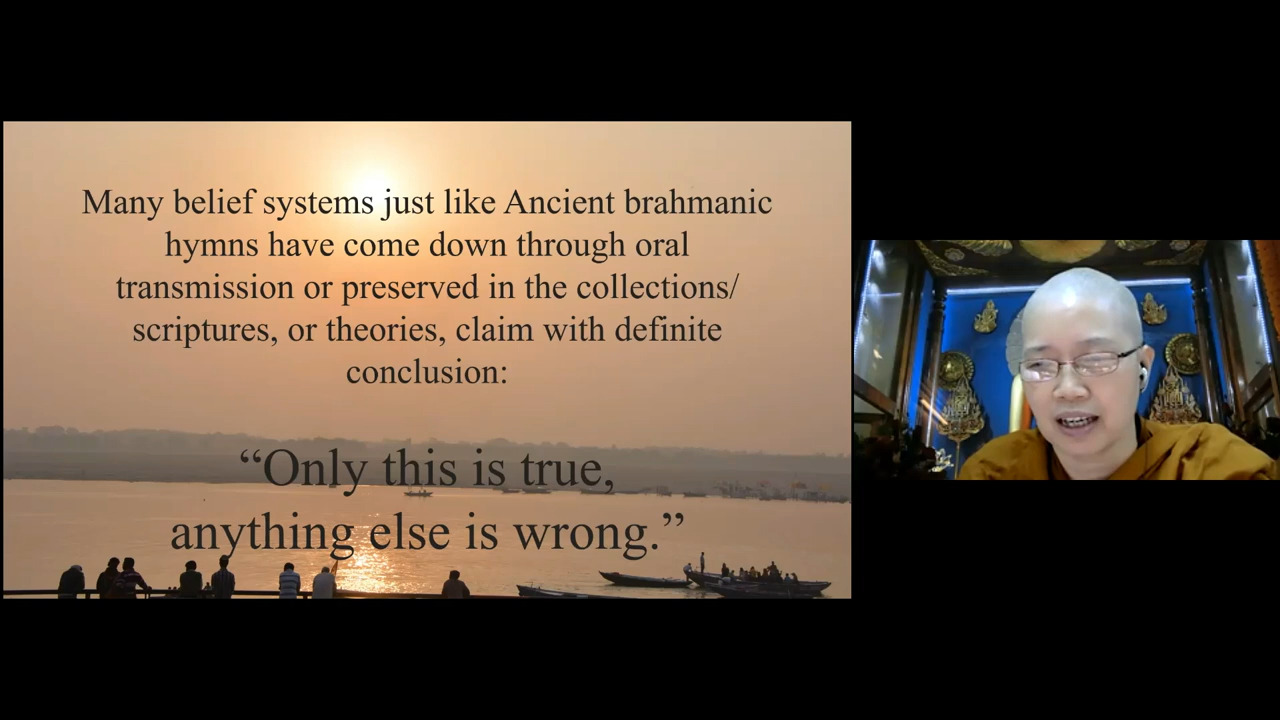 Many belief systems just like Ancient brahmanic
hymns have come down through oral
transmission or preserved in the collections/
scriptures, or theories, claim with definite
conclusion:
“Only this is true,
anything else is wrong.”